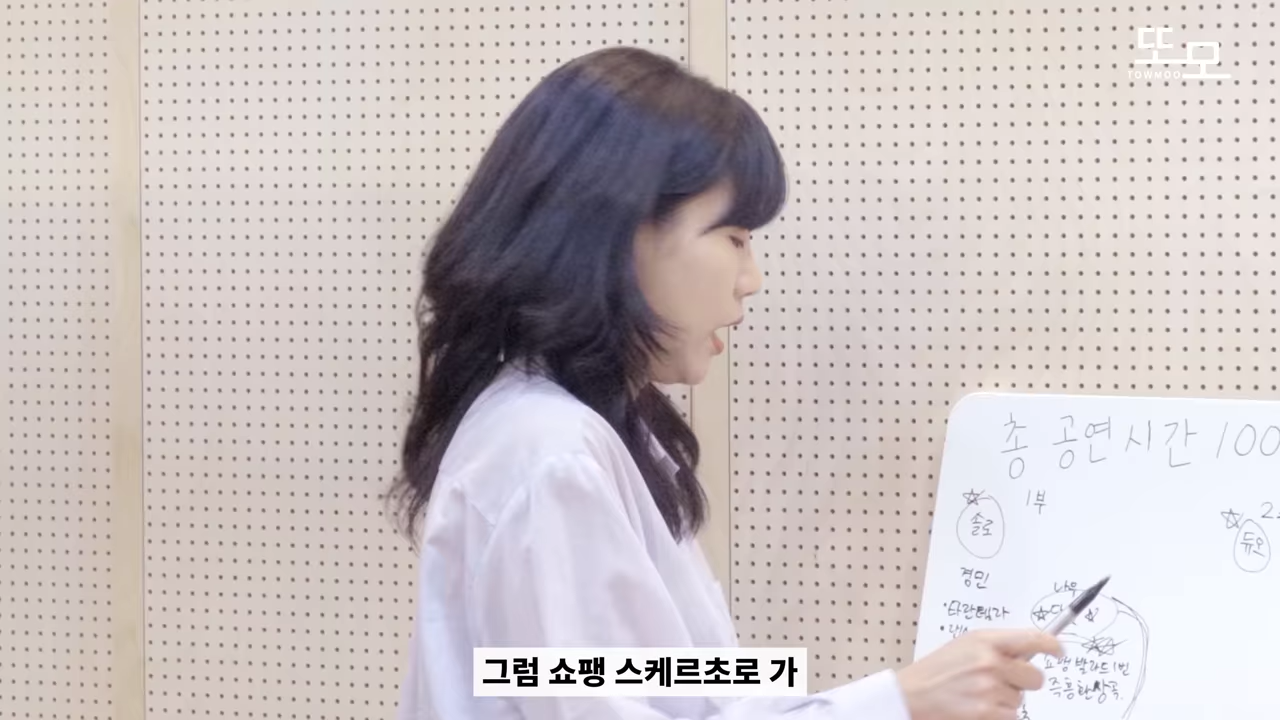 또모
TOWMOO
총 공연시간 100
1부
솔로
듀오
경민
나무
•타란텔라
쇼팽 발라드 1번
즉흥환상곡.
그럼 쇼팽 스케르초로 가